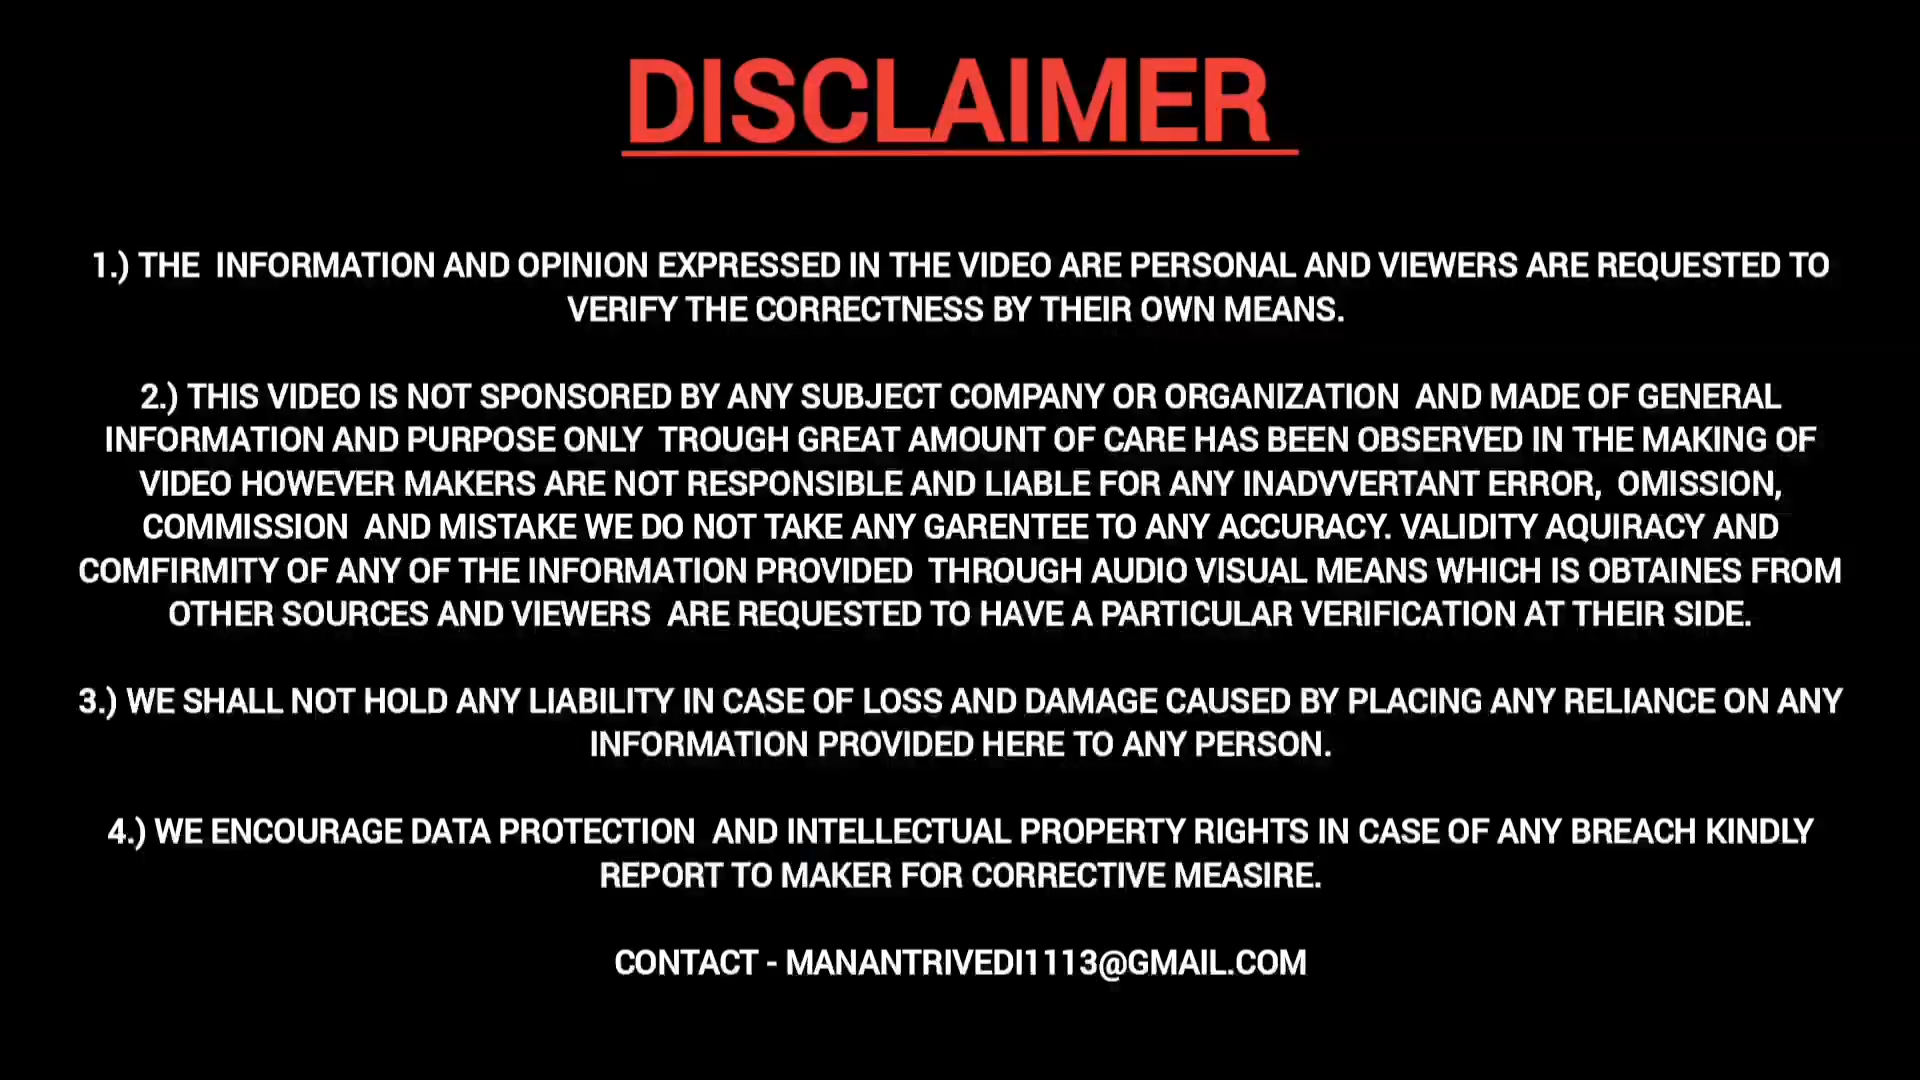 DISCLAIMER
1.) THE INFORMATION AND OPINION EXPRESSED IN THE VIDEO ARE PERSONAL AND VIEWERS ARE REQUESTED TO
VERIFY THE CORRECTNESS BY THEIR OWN MEANS.
2.) THIS VIDEO IS NOT SPONSORED BY ANY SUBJECT COMPANY OR ORGANIZATION AND MADE OF GENERAL
INFORMATION AND PURPOSE ONLY TROUGH GREAT AMOUNT OF CARE HAS BEEN OBSERVED IN THE MAKING OF
VIDEO HOWEVER MAKERS ARE NOT RESPONSIBLE AND LIABLE FOR ANY INADVVERTANT ERROR, OMISSION,
COMMISSION AND MISTAKE WE DO NOT TAKE ANY GARENTEE TO ANY ACCURACY. VALIDITY AQUIRACY AND
COMFIRMITY OF ANY OF THE INFORMATION PROVIDED THROUGH AUDIO VISUAL MEANS WHICH IS OBTAINES FROM
OTHER SOURCES AND VIEWERS ARE REQUESTED TO HAVE A PARTICULAR VERIFICATION AT THEIR SIDE.
3.) WE SHALL NOT HOLD ANY LIABILITY IN CASE OF LOSS AND DAMAGE CAUSED BY PLACING ANY RELIANCE ON ANY
INFORMATION PROVIDED HERE TO ANY PERSON.
4.) WE ENCOURAGE DATA PROTECTION AND INTELLECTUAL PROPERTY RIGHTS IN CASE OF ANY BREACH KINDLY
REPORT TO MAKER FOR CORRECTIVE MEASIRE.
CONTACT - MANANTRIVEDI1113@GMAIL.COM